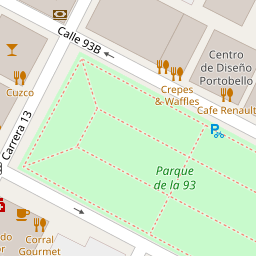 Calle 93B
Centro
de Diseño
Portobello
Crepes
& Waffles
Cuzco
Cafe Renault
Carrera 13
Parque
de la 93
Corral
Gourmet